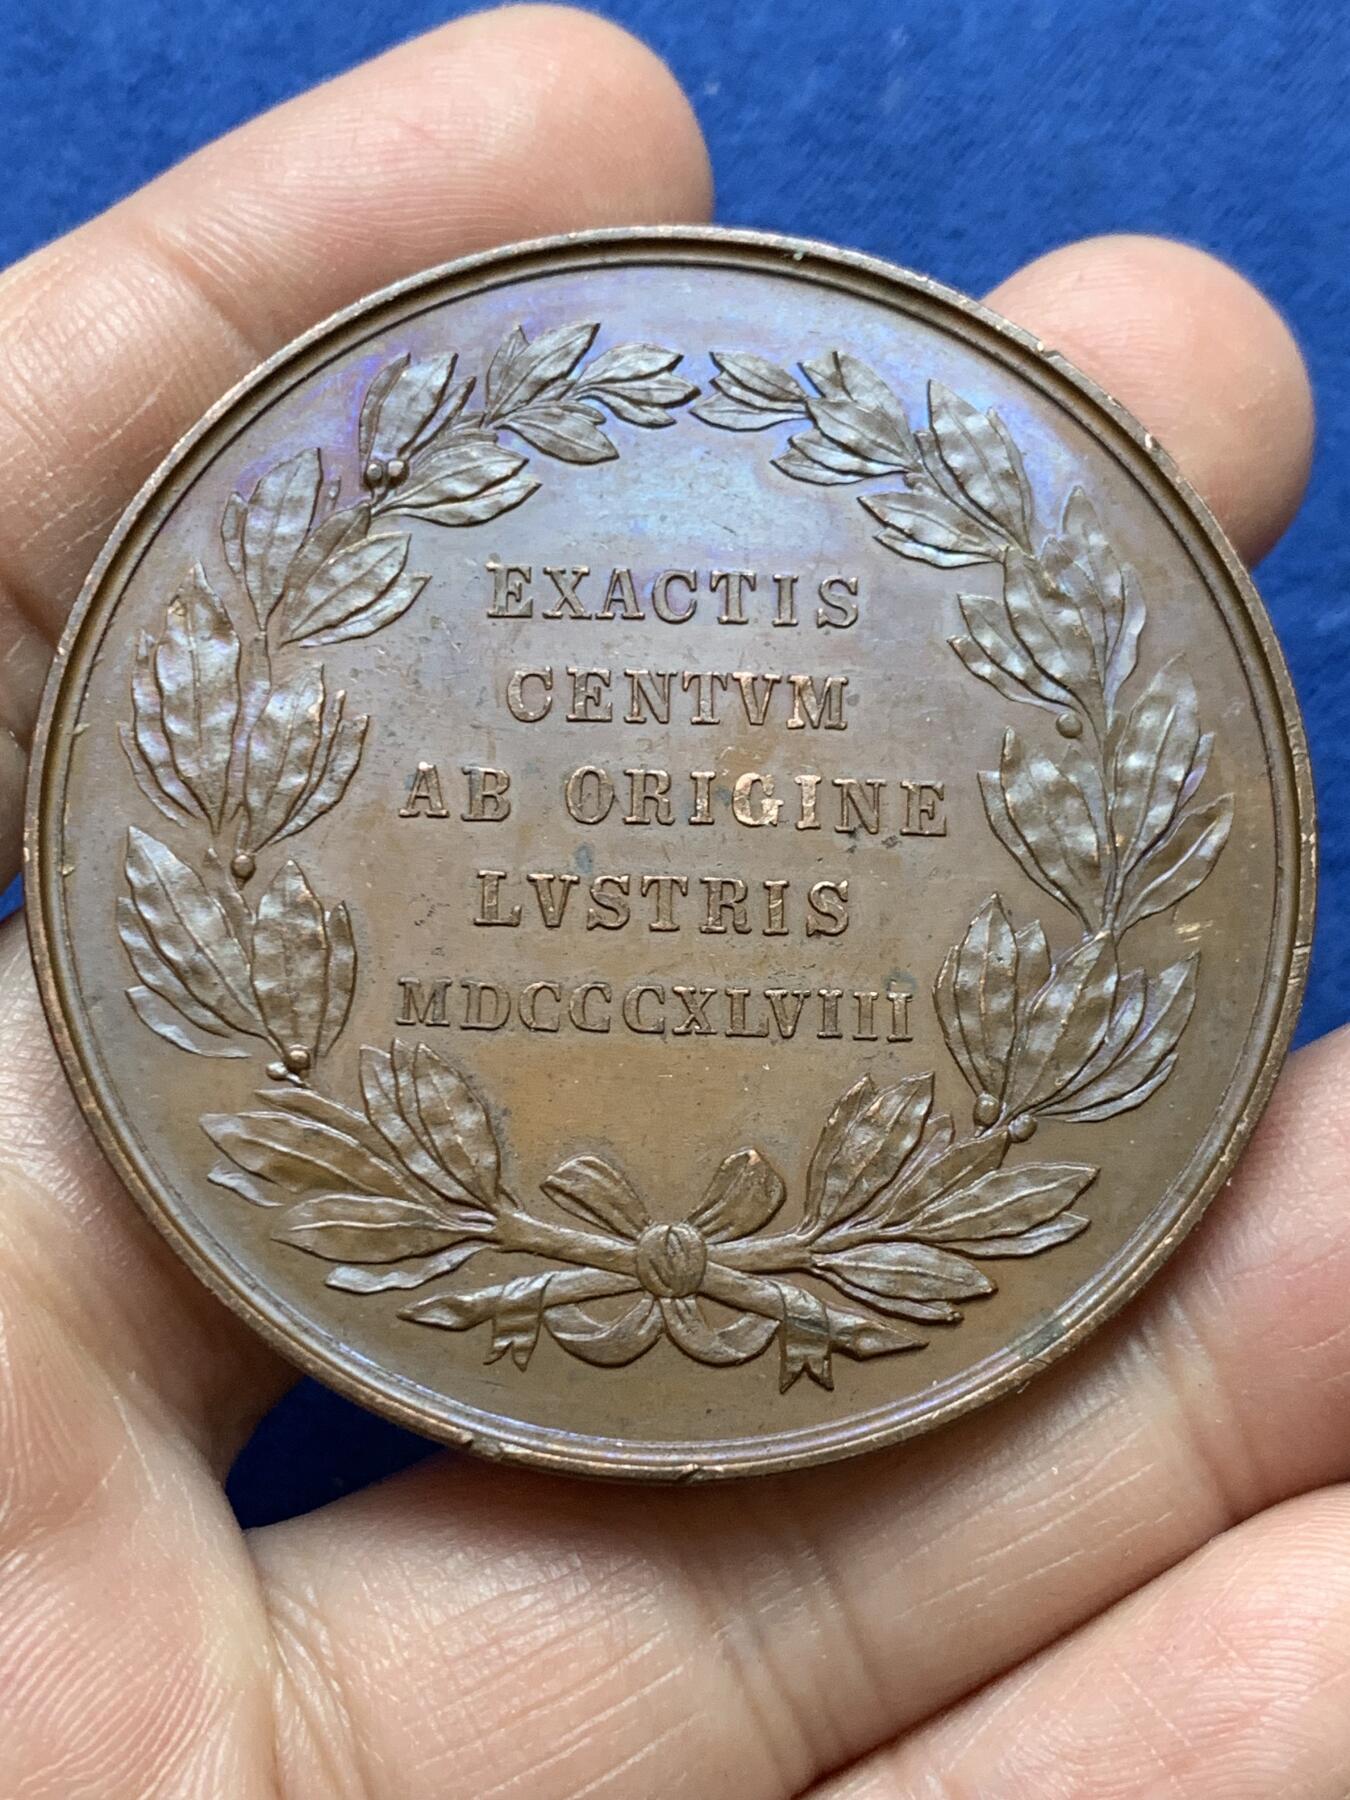 EXACTIS
CENTVM
AB ORIGINE
LVSTRIS
MDCCCXLVIII